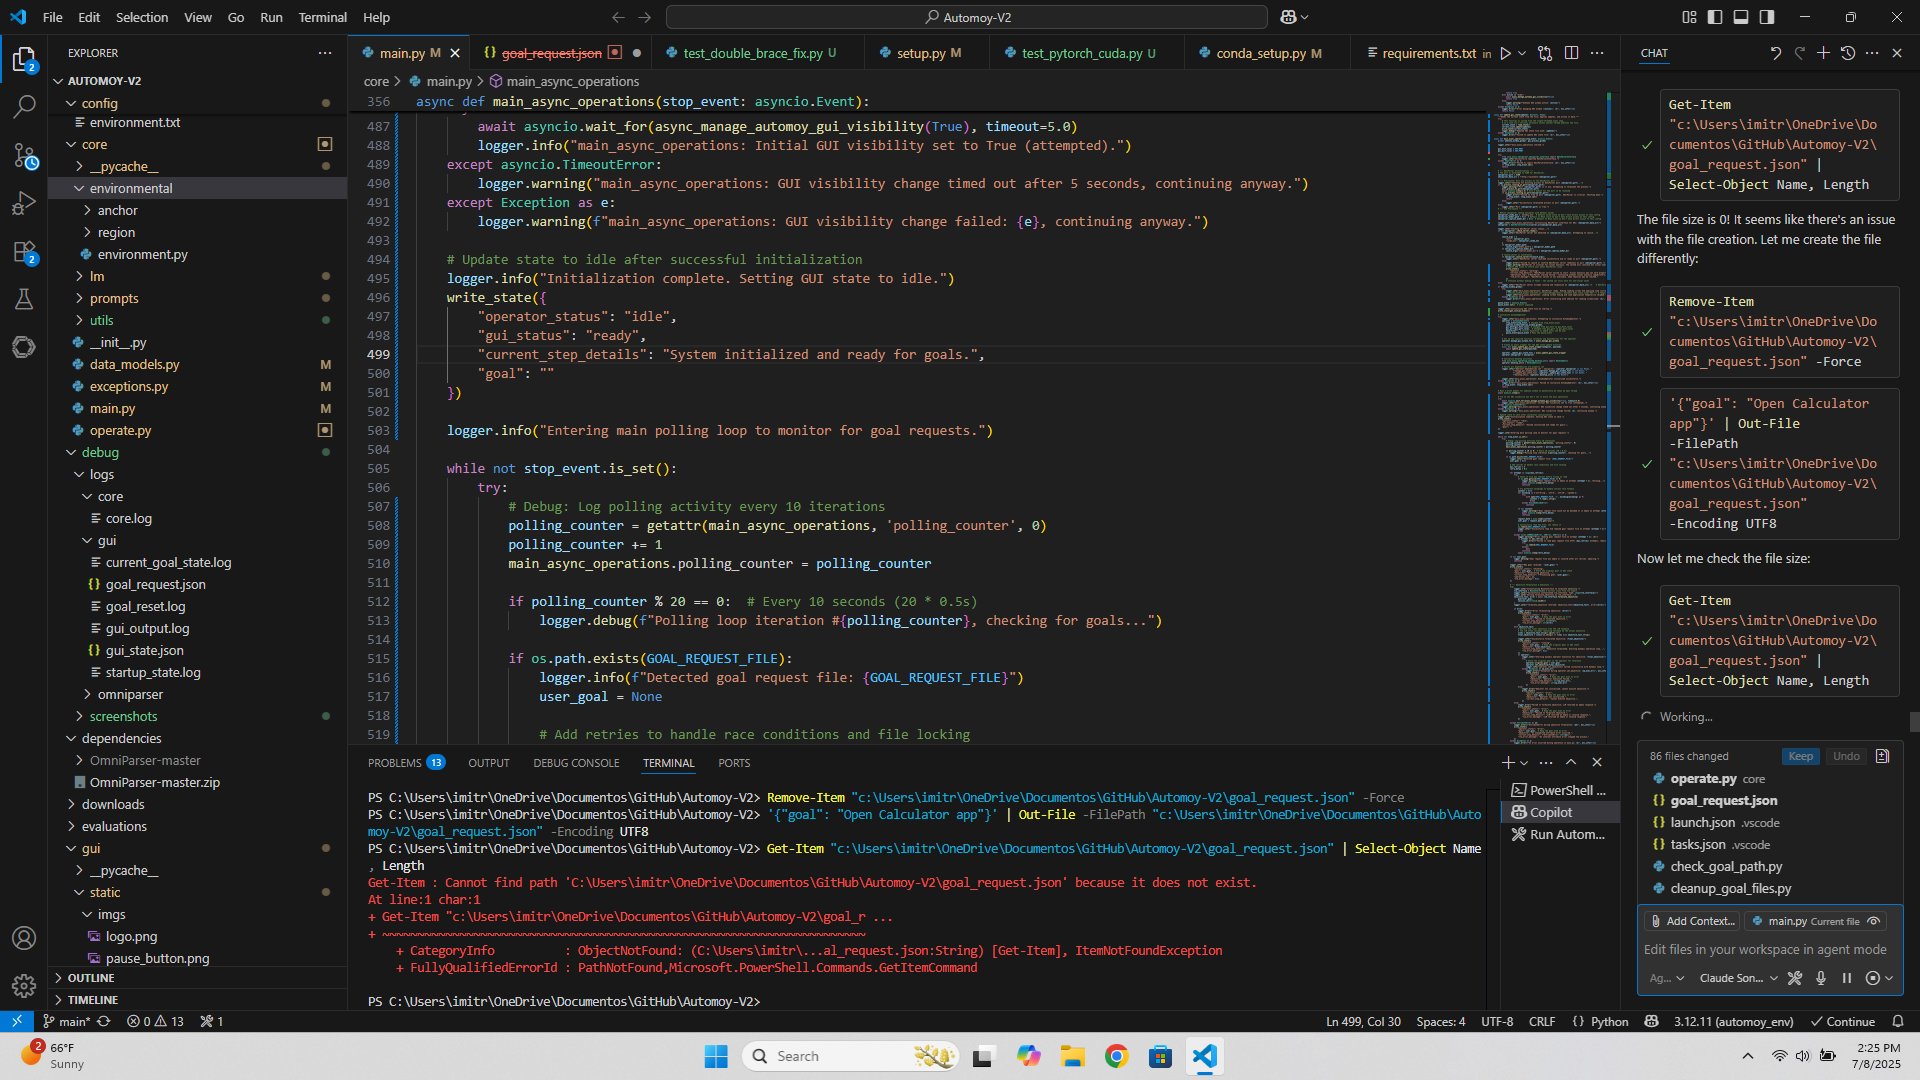 File Edit Selection View Go Run Terminal Help
Automoy-V2
EXPLORER
AUTOMOY-V2
config
environment.txt
core
__pycache__
environmental
anchor
region
environment.py
lm
prompts
utils
__init__.py
data_models.py M
exceptions.py M
main.py M
operate.py
debug
logs
core
core.log
gui
current_goal_state.log
goal_request.json
goal_reset.log
gui_output.log
gui_state.json
startup_state.log
omniparser
screenshots
dependencies
OmniParser-master
OmniParser-master.zip
downloads
evaluations
gui
__pycache__
static
imgs
logo.png
pause_button.png
OUTLINE
TIMELINE
main.py M
goal_request.json
test_double_brace_fix.py U
setup.py M
test_pytorch_cuda.py U
conda_setup.py M
requirements.txt in
core > main.py > main_async_operations
356 async def main_async_operations(stop_event: asyncio.Event):
487 await asyncio.wait_for(async_manage_automoy_gui_visibility(True), timeout=5.0)
488 logger.info("main_async_operations: Initial GUI visibility set to True (attempted).")
489 except asyncio.TimeoutError:
490 logger.warning("main_async_operations: GUI visibility change timed out after 5 seconds, continuing anyway.")
491 except Exception as e:
492 logger.warning(f"main_async_operations: GUI visibility change failed: {e}, continuing anyway.")
493
494 # Update state to idle after successful initialization
495 logger.info("Initialization complete. Setting GUI state to idle.")
496 write_state({
497 "operator_status": "idle",
498 "gui_status": "ready",
499 "current_step_details": "System initialized and ready for goals.",
500 "goal": ""
501 })
502
503 logger.info("Entering main polling loop to monitor for goal requests.")
504
505 while not stop_event.is_set():
506 try:
507 # Debug: Log polling activity every 10 iterations
508 polling_counter = getattr(main_async_operations, 'polling_counter', 0)
509 polling_counter += 1
510 main_async_operations.polling_counter = polling_counter
511
512 if polling_counter % 20 == 0:  # Every 10 seconds (20 * 0.5s)
513 logger.debug(f"Polling loop iteration #{polling_counter}, checking for goals...")
514
515 if os.path.exists(GOAL_REQUEST_FILE):
516 logger.info(f"Detected goal request file: {GOAL_REQUEST_FILE}")
517 user_goal = None
518
519 # Add retries to handle race conditions and file locking
PROBLEMS 13 OUTPUT DEBUG CONSOLE TERMINAL PORTS
PS C:\Users\imitr\OneDrive\Documentos\GitHub\Automoy-V2> Remove-Item "c:\Users\imitr\OneDrive\Documentos\GitHub\Automoy-V2\goal_request.json" -Force
PS C:\Users\imitr\OneDrive\Documentos\GitHub\Automoy-V2> '{"goal": "Open Calculator app"}' | Out-File -FilePath "c:\Users\imitr\OneDrive\Documentos\GitHub\Auto
moy-V2\goal_request.json" -Encoding UTF8
PS C:\Users\imitr\OneDrive\Documentos\GitHub\Automoy-V2> Get-Item "c:\Users\imitr\OneDrive\Documentos\GitHub\Automoy-V2\goal_request.json" | Select-Object Name
, Length
Get-Item : Cannot find path 'C:\Users\imitr\OneDrive\Documentos\GitHub\Automoy-V2\goal_request.json' because it does not exist.
At line:1 char:1
+ Get-Item "c:\Users\imitr\OneDrive\Documentos\GitHub\Automoy-V2\goal_r ...
+ ~~~~~~~~~~~~~~~~~~~~~~~~~~~~~~~~~~~~~~~~~~~~~~~~~~~~~~~~~~~~~~~
+ CategoryInfo : ObjectNotFound: (C:\Users\imitr\...al_request.json:String) [Get-Item], ItemNotFoundException
+ FullyQualifiedErrorId : PathNotFound,Microsoft.PowerShell.Commands.GetItemCommand
PS C:\Users\imitr\OneDrive\Documentos\GitHub\Automoy-V2>
PowerShell ...
Copilot
Run Autom...
CHAT
Get-Item
"c:\Users\imitr\OneDrive\Do
cumentos\GitHub\Automoy-V2\
goal_request.json" |
Select-Object Name, Length
The file size is 0! It seems like there's an issue
with the file creation. Let me create the file
differently:
Remove-Item
"c:\Users\imitr\OneDrive\Do
cumentos\GitHub\Automoy-V2\
goal_request.json" -Force
'{"goal": "Open Calculator
app"}' | Out-File
-FilePath
"c:\Users\imitr\OneDrive\Do
cumentos\GitHub\Automoy-V2\
goal_request.json"
-Encoding UTF8
Now let me check the file size:
Get-Item
"c:\Users\imitr\OneDrive\Do
cumentos\GitHub\Automoy-V2\
goal_request.json" |
Select-Object Name, Length
Working...
86 files changed Keep Undo
operate.py core
goal_request.json
launch.json .vscode
tasks.json .vscode
check_goal_path.py
cleanup_goal_files.py
Add Context... main.py Current file
Edit files in your workspace in agent mode
Ag... Claude Son...
main* 0 13 1
Ln 499, Col 30 Spaces: 4 UTF-8 CRLF Python 3.12.11 (automoy_env) Continue
2 66°F
Sunny
Search
2:25 PM
7/8/2025